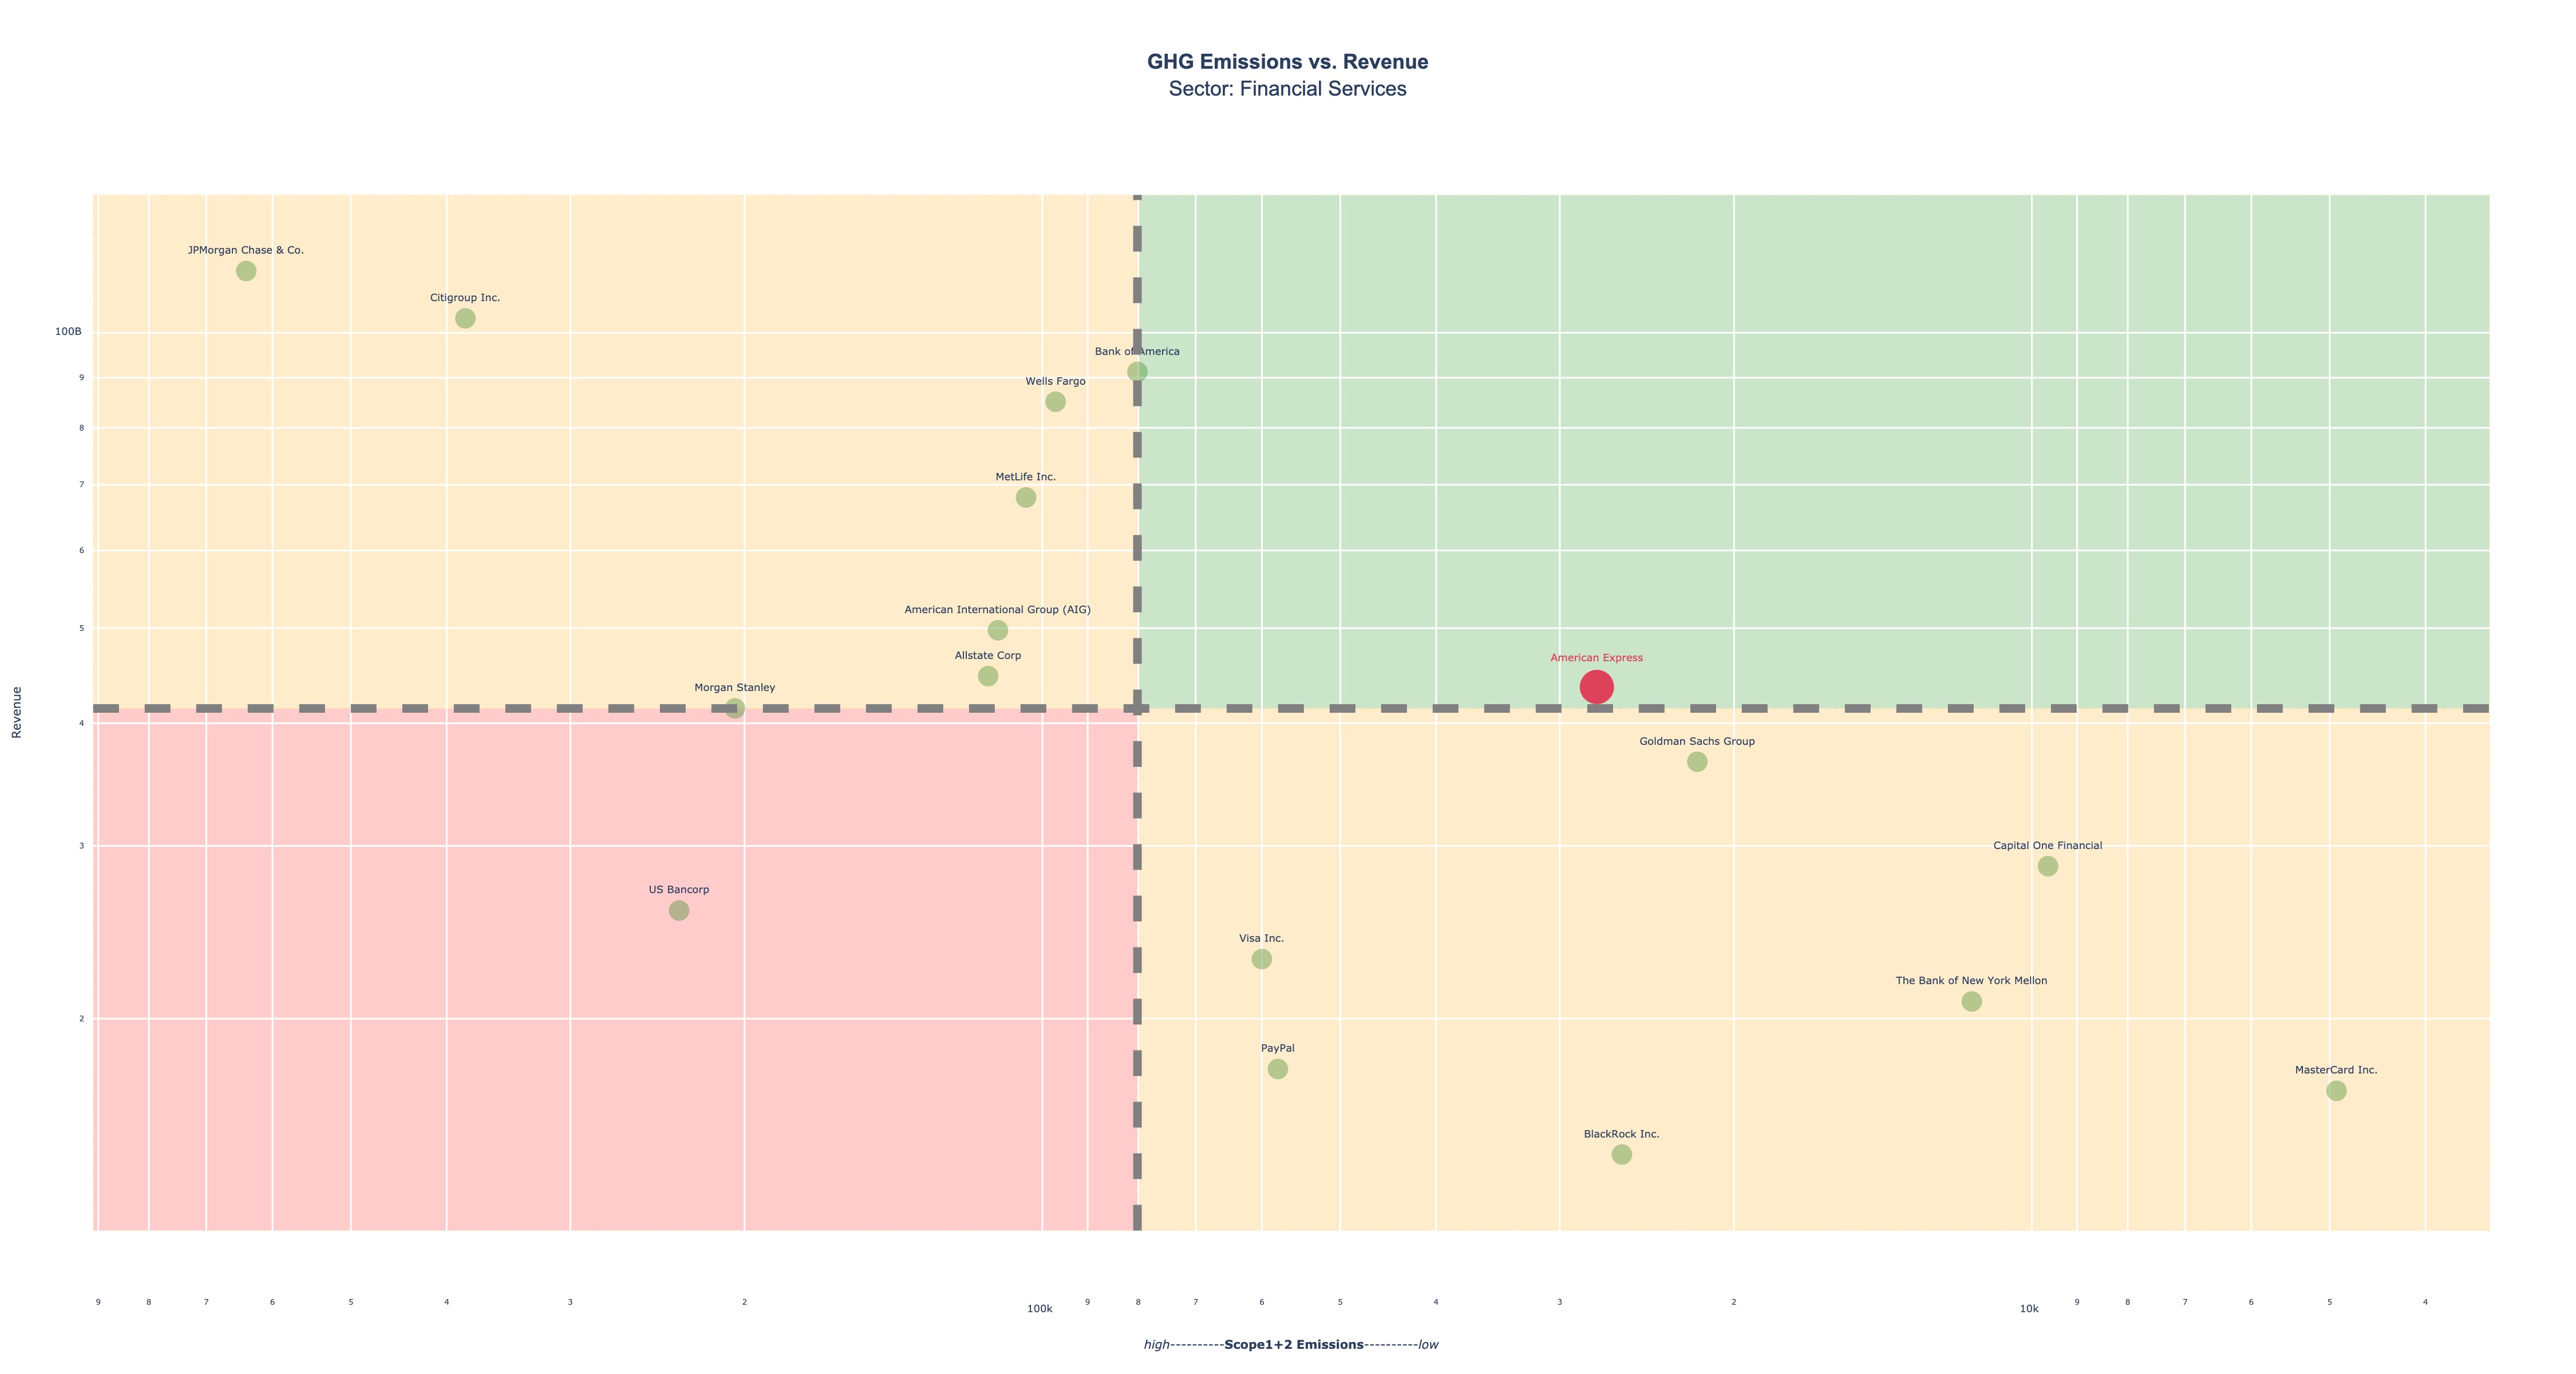 GHG Emissions vs. Revenue
Sector: Financial Services
JPMorgan Chase & Co.
Citigroup Inc.
100B
Bank of America
9
Wells Fargo
8
MetLife Inc.
7
6
American International Group (AIG)
5
Allstate Corp
American Express
Morgan Stanley
Revenue
4
Goldman Sachs Group
3
Capital One Financial
US Bancorp
Visa Inc.
The Bank of New York Mellon
2
PayPal
MasterCard Inc.
BlackRock Inc.
9 8 7 6 5 4 3 2 100k 9 8 7 6 5 4 3 2 10k 9 8 7 6 5 4
high----------Scope1+2 Emissions----------low